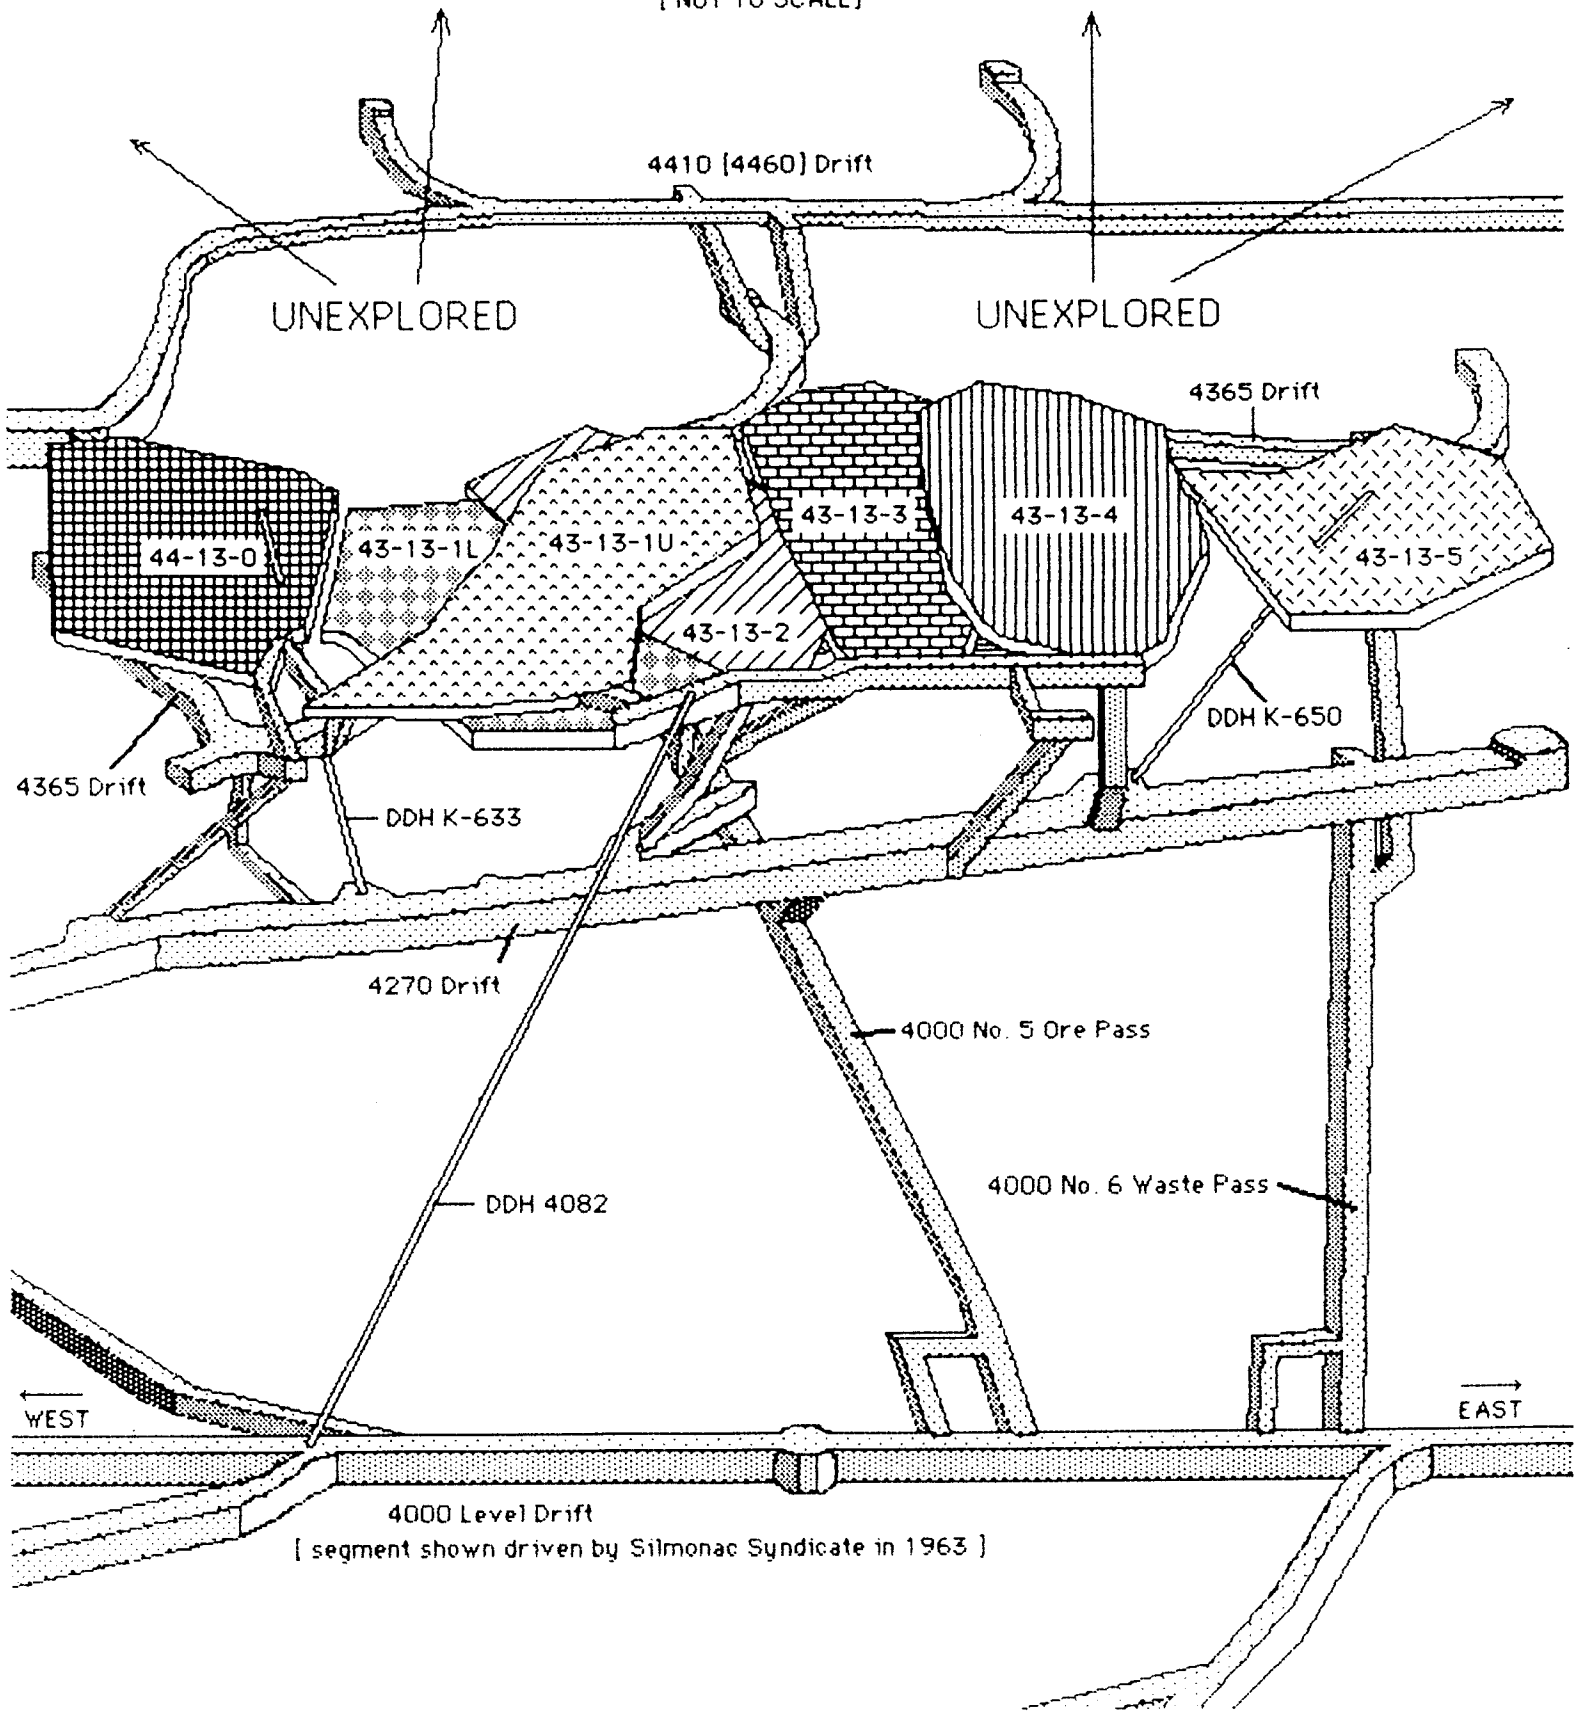 [ NOT TO SCALE]
4410 [4460] Drift
UNEXPLORED
UNEXPLORED
4365 Drift
44-13-0
43-13-1L
43-13-1U
43-13-3
43-13-4
43-13-5
43-13-2
DDH K-650
4365 Drift
DDH K-633
4270 Drift
4000 No. 5 Ore Pass
4000 No. 6 Waste Pass
DDH 4082
WEST
EAST
4000 Level Drift
[ segment shown driven by Silmonac Syndicate in 1963 ]